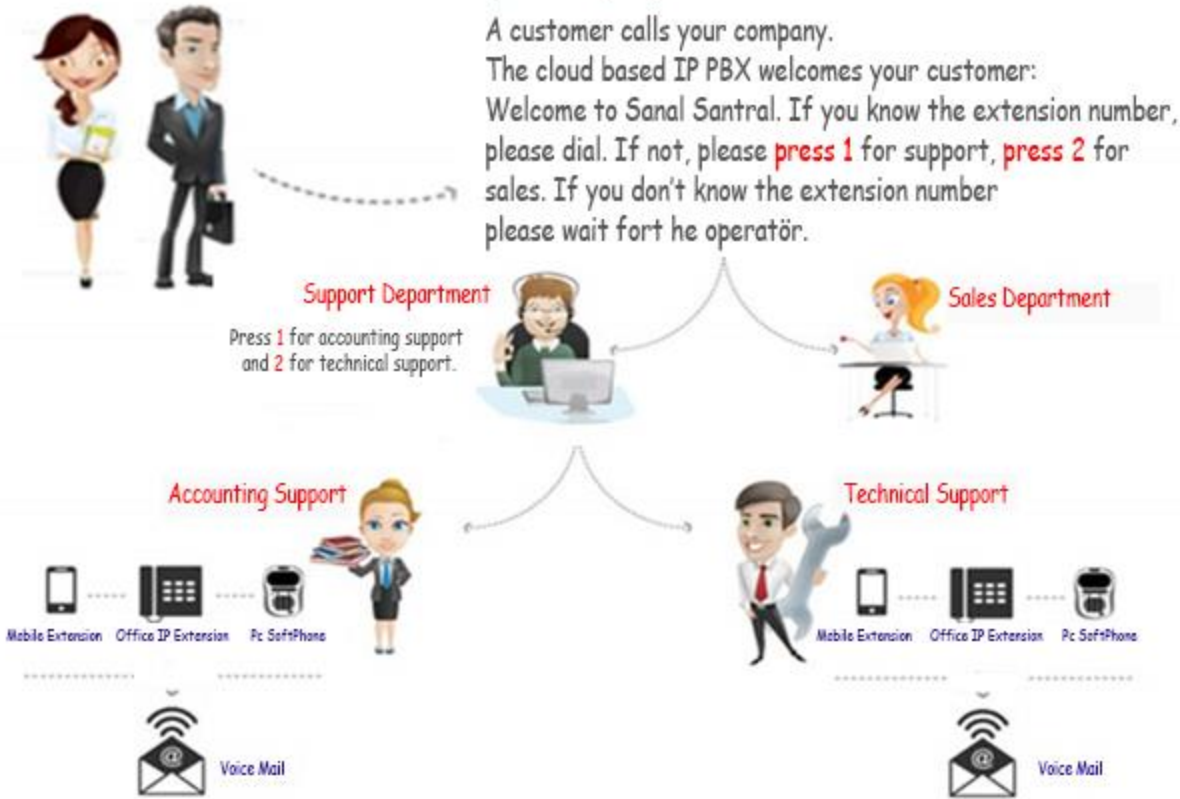 A customer calls your company.
The cloud based IP PBX welcomes your customer:
Welcome to Sanal Santral. If you know the extension number,
please dial. If not, please press 1 for support, press 2 for
sales. If you don't know the extension number
please wait fort he operatör.
Support Department
Press 1 for accounting support
and 2 for technical support.
Sales Department
Accounting Support
Mobile Extension
Office IP Extension
Pc SoftPhone
Voice Mail
Technical Support
Mobile Extension
Office IP Extension
Pc SoftPhone
Voice Mail